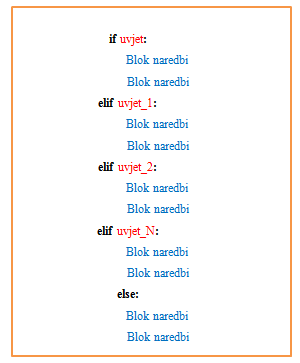 if uvjet:
Blok naredbi
Blok naredbi
elif uvjet_1:
Blok naredbi
Blok naredbi
elif uvjet_2:
Blok naredbi
Blok naredbi
elif uvjet_N:
Blok naredbi
Blok naredbi
else:
Blok naredbi
Blok naredbi